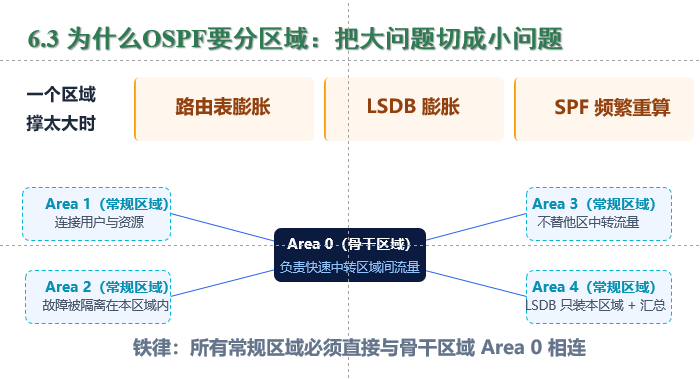 6.3 为什么OSPF要分区域：把大问题切成小问题
一个区域
撑太大时
路由表膨胀
LSDB 膨胀
SPF 频繁重算
Area 1（常规区域）
连接用户与资源
Area 3（常规区域）
不替他区中转流量
Area 0（骨干区域）
负责快速中转区域间流量
Area 2（常规区域）
故障被隔离在本区域内
Area 4（常规区域）
LSDB 只装本区域 + 汇总
铁律：所有常规区域必须直接与骨干区域 Area 0 相连